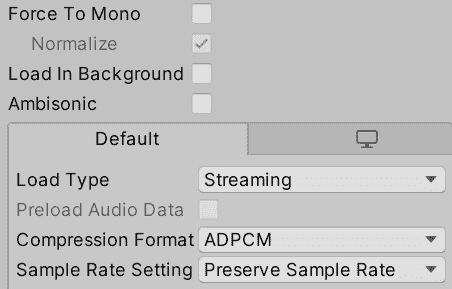 Force To Mono
Normalize
Load In Background
Ambisonic
Default
Load Type Streaming
Preload Audio Data
Compression Format ADPCM
Sample Rate Setting Preserve Sample Rate